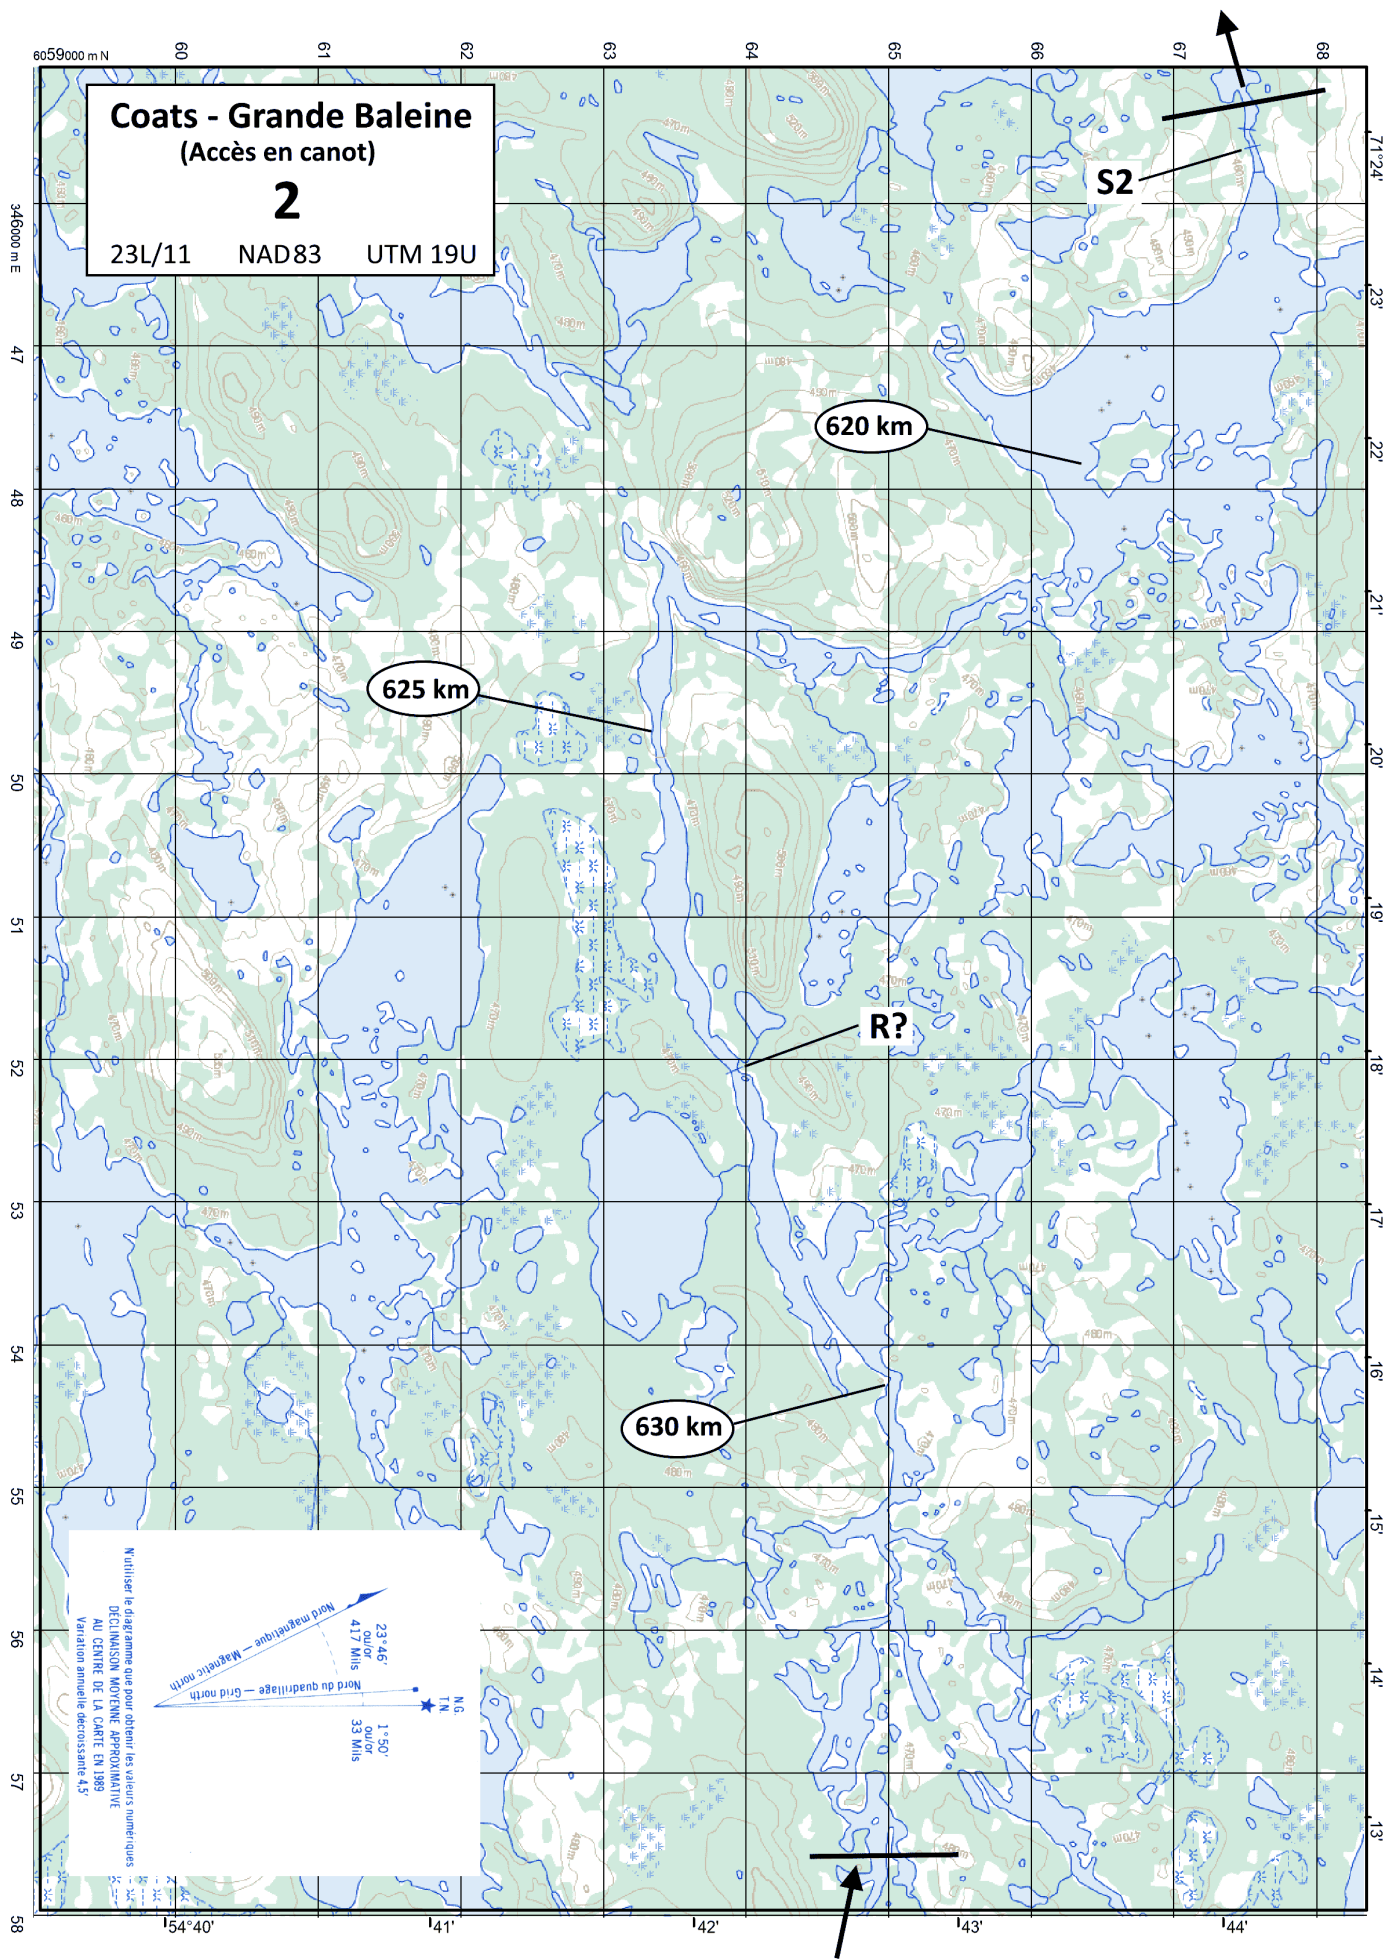 6059000 m N
60
61
62
63
64
65
66
67
68
Coats - Grande Baleine
(Accès en canot)
2
23L/11 NAD83 UTM 19U
S2
71°24'
23'
22'
21'
20'
19'
18'
17'
16'
15'
14'
13'
346000 m E
47
48
49
50
51
52
53
54
55
56
57
58
620 km
625 km
R?
630 km
N.G.
T.N.
23°46'
ou/or
417 Mils
1°50'
ou/or
33 Mils
Nord magnétique — Magnetic north
Nord du quadrillage — Grid north
N'utiliser le diagramme que pour obtenir les valeurs numériques
DÉCLINAISON MOYENNE APPROXIMATIVE
AU CENTRE DE LA CARTE EN 1989
Variation annuelle décroissante 4,5'
54°40'
41'
42'
43'
44'